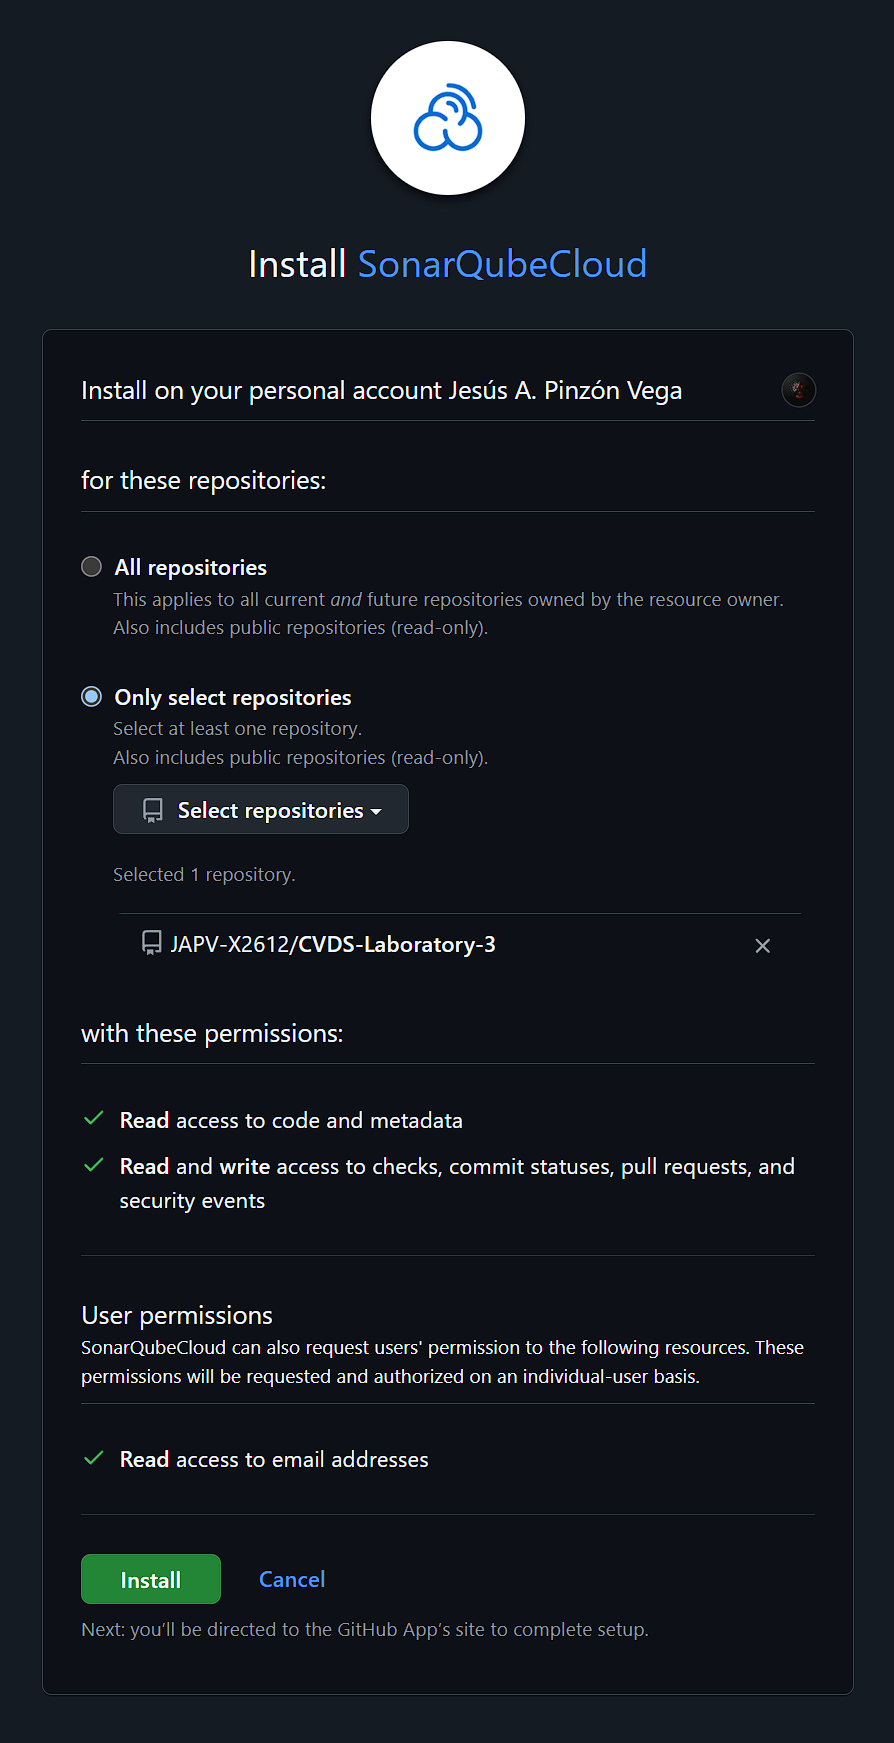 Install SonarQubeCloud
Install on your personal account Jesús A. Pinzón Vega
for these repositories:
All repositories
This applies to all current and future repositories owned by the resource owner.
Also includes public repositories (read-only).
Only select repositories
Select at least one repository.
Also includes public repositories (read-only).
Select repositories
Selected 1 repository.
JAPV-X2612/CVDS-Laboratory-3
with these permissions:
Read access to code and metadata
Read and write access to checks, commit statuses, pull requests, and
security events
User permissions
SonarQubeCloud can also request users' permission to the following resources. These
permissions will be requested and authorized on an individual-user basis.
Read access to email addresses
Install Cancel
Next: you'll be directed to the GitHub App's site to complete setup.